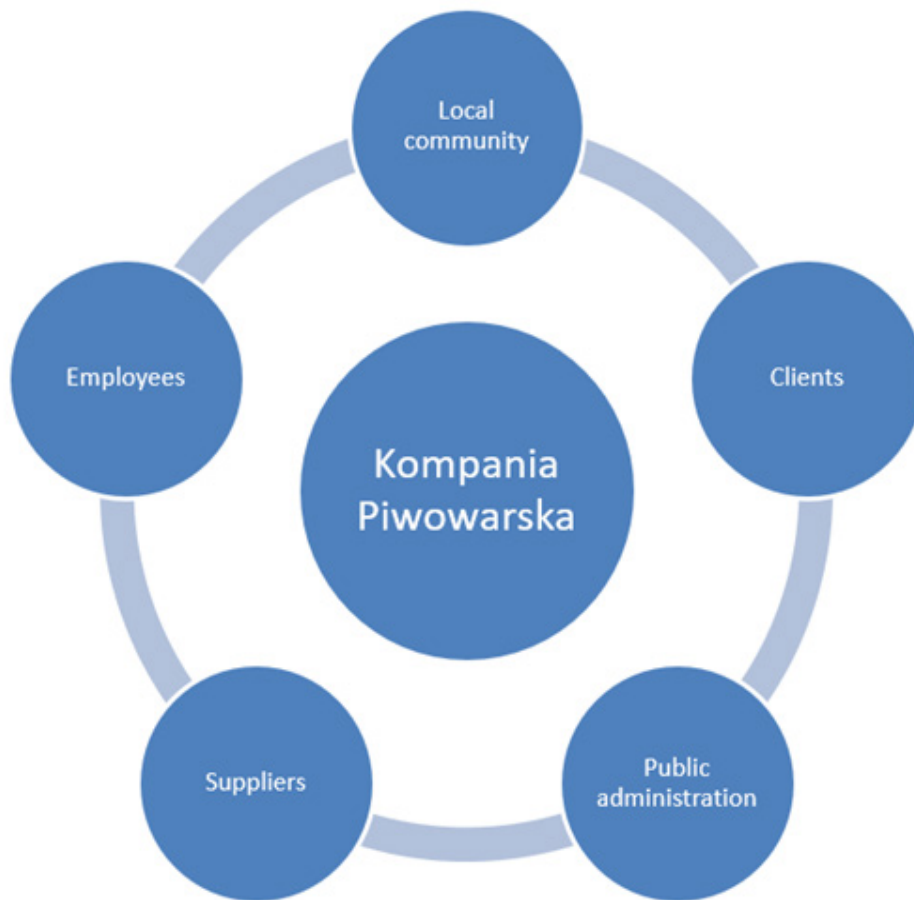 Local
community
Employees
Clients
Kompania
Piwowarska
Suppliers
Public
administration